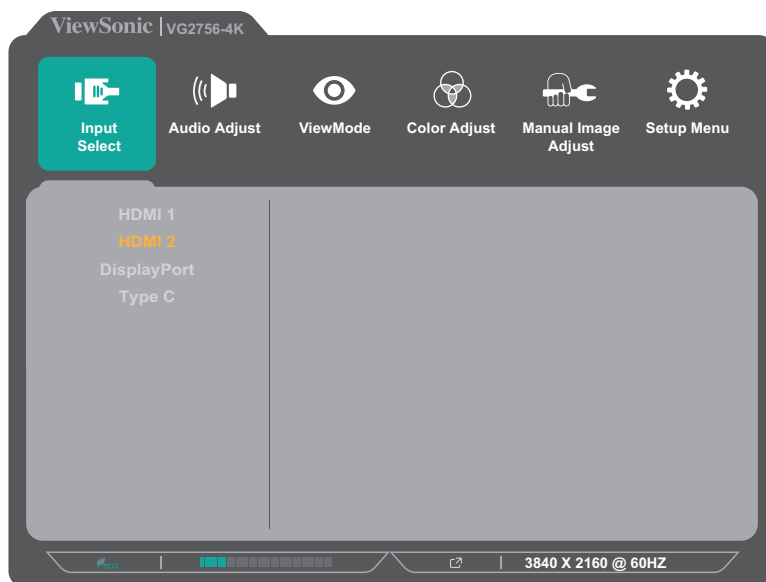 ViewSonic | VG2756-4K
Input
Select
Audio Adjust
ViewMode
Color Adjust
Manual Image
Adjust
Setup Menu
HDMI 1
HDMI 2
DisplayPort
Type C
eco
3840 X 2160 @ 60HZ